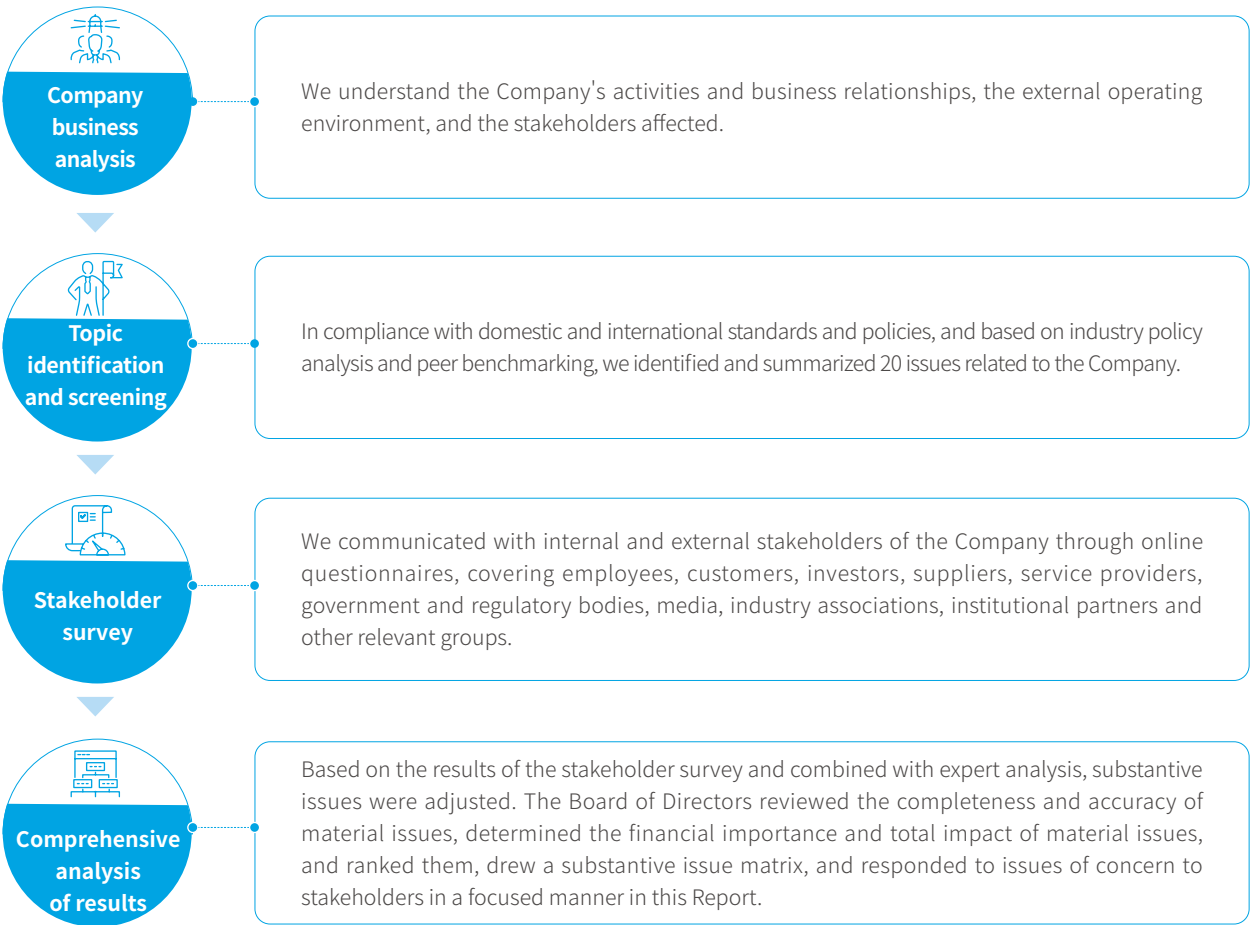 Company
business
analysis
We understand the Company's activities and business relationships, the external operating
environment, and the stakeholders affected.
Topic
identification
and screening
In compliance with domestic and international standards and policies, and based on industry policy
analysis and peer benchmarking, we identified and summarized 20 issues related to the Company.
Stakeholder
survey
We communicated with internal and external stakeholders of the Company through online
questionnaires, covering employees, customers, investors, suppliers, service providers,
government and regulatory bodies, media, industry associations, institutional partners and
other relevant groups.
Comprehensive
analysis
of results
Based on the results of the stakeholder survey and combined with expert analysis, substantive
issues were adjusted. The Board of Directors reviewed the completeness and accuracy of
material issues, determined the financial importance and total impact of material issues,
and ranked them, drew a substantive issue matrix, and responded to issues of concern to
stakeholders in a focused manner in this Report.